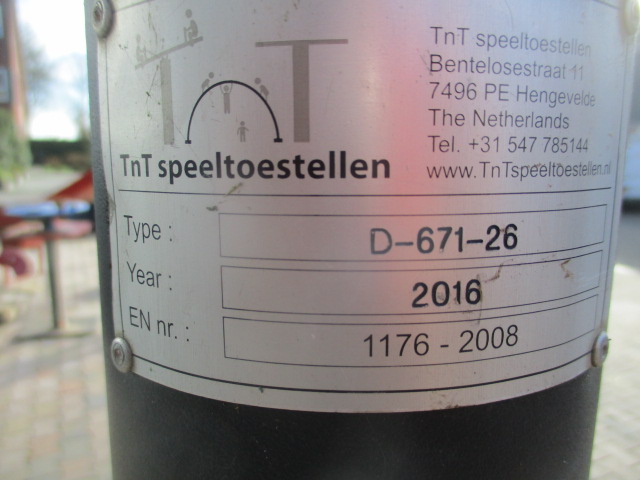 TnT
TnT speeltoestellen
TnT speeltoestellen
Bentelosestraat 11
7496 PE Hengevelde
The Netherlands
Tel. +31 547 785144
www.TnTspeeltoestellen.nl
Type : D-671-26
Year : 2016
EN nr. : 1176 - 2008